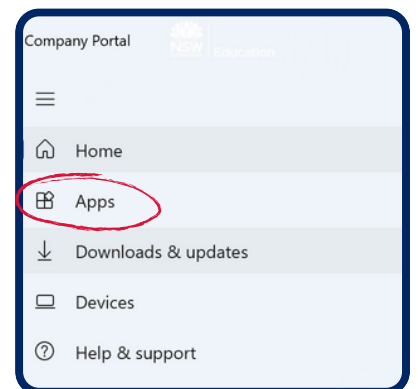 Company Portal
NSW Education
Home
Apps
Downloads & updates
Devices
Help & support